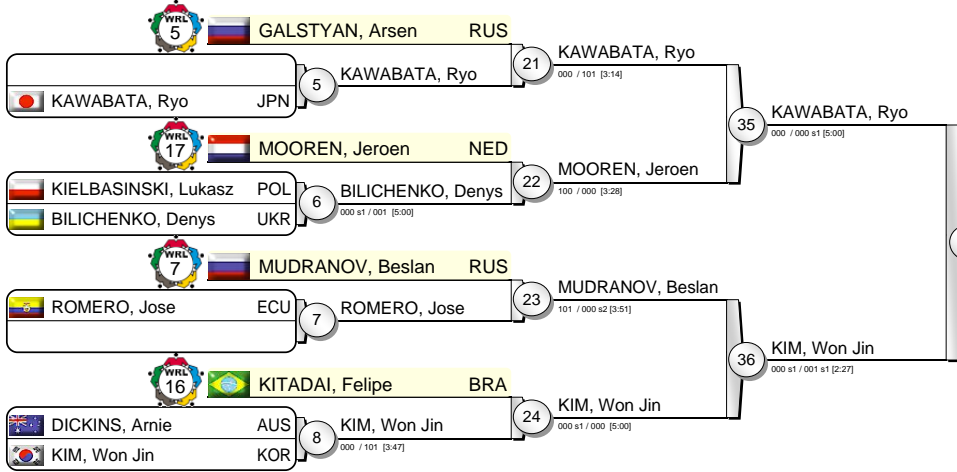 WRL
5
GALSTYAN, Arsen RUS
KAWABATA, Ryo JPN
5
KAWABATA, Ryo
21
KAWABATA, Ryo
000 / 101 [3:14]
WRL
17
MOOREN, Jeroen NED
KIELBASINSKI, Lukasz POL
BILICHENKO, Denys UKR
6
BILICHENKO, Denys
000 s1 / 001 [5:00]
22
MOOREN, Jeroen
100 / 000 [3:28]
35
KAWABATA, Ryo
000 / 000 s1 [5:00]
WRL
7
MUDRANOV, Beslan RUS
ROMERO, Jose ECU
7
ROMERO, Jose
23
MUDRANOV, Beslan
101 / 000 s2 [3:51]
WRL
16
KITADAI, Felipe BRA
DICKINS, Arnie AUS
KIM, Won Jin KOR
8
KIM, Won Jin
000 / 101 [3:47]
24
KIM, Won Jin
000 s1 / 000 [5:00]
36
KIM, Won Jin
000 s1 / 001 s1 [2:27]